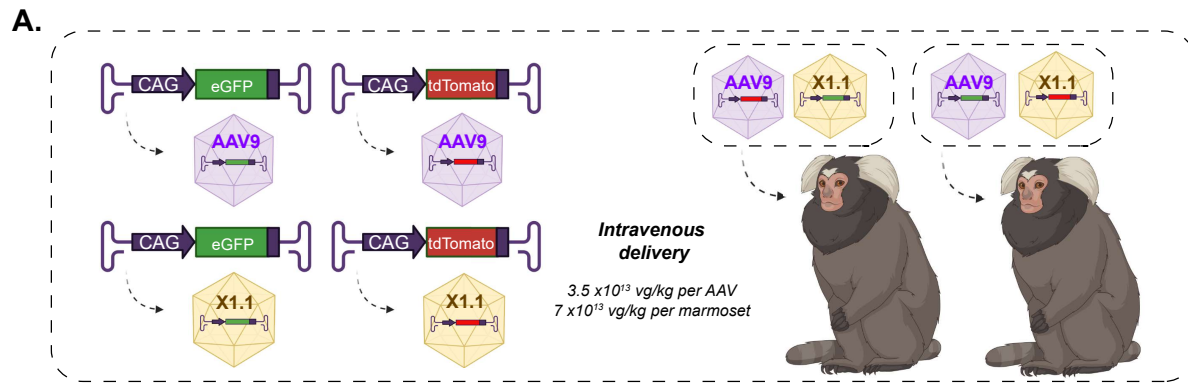 A.
CAG eGFP
CAG tdTomato
AAV9
AAV9
CAG eGFP
CAG tdTomato
X1.1
X1.1
Intravenous
delivery
3.5 x10¹³ vg/kg per AAV
7 x10¹³ vg/kg per marmoset
AAV9
X1.1
AAV9
X1.1